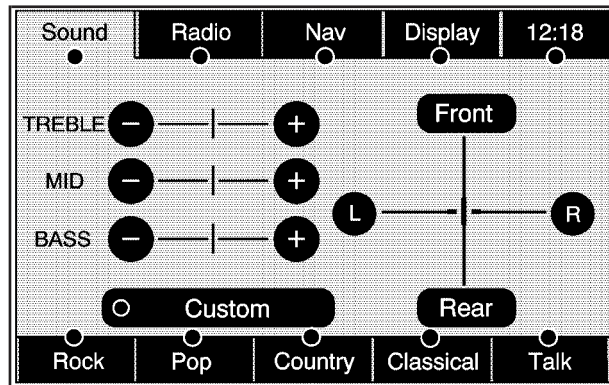 Sound Radio Nav Display 12:18
TREBLE − +
Front
MID − +
L R
BASS − +
Custom
Rear
Rock Pop Country Classical Talk